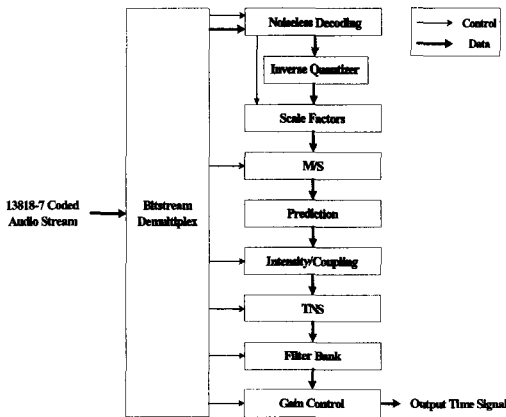 Noiseless Decoding
Control
Data
Inverse Quantizer
Scale Factors
M/S
13818-7 Coded
Audio Stream
Bitstream
Demultiplex
Prediction
Intensity/Coupling
TNS
Filter Bank
Gain Control
Output Time Signal